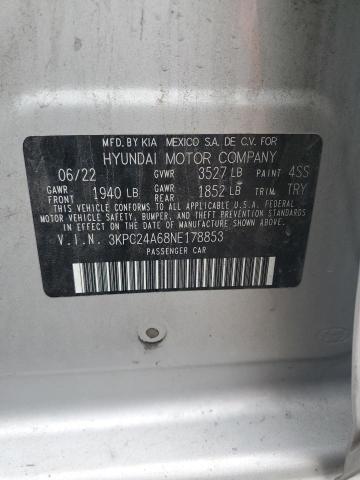 MFD. BY KIA MEXICO S.A. DE C.V. FOR
HYUNDAI MOTOR COMPANY
06/22 GVWR 3527 LB PAINT 4SS
GAWR FRONT 1940 LB GAWR REAR 1852 LB TRIM TRY
THIS VEHICLE CONFORMS TO ALL APPLICABLE U.S.A. FEDERAL
MOTOR VEHICLE SAFETY, BUMPER, AND THEFT PREVENTION STANDARDS
IN EFFECT ON THE DATE OF MANUFACTURE SHOWN ABOVE.
V.I.N. 3KPC24A68NE178853
PASSENGER CAR